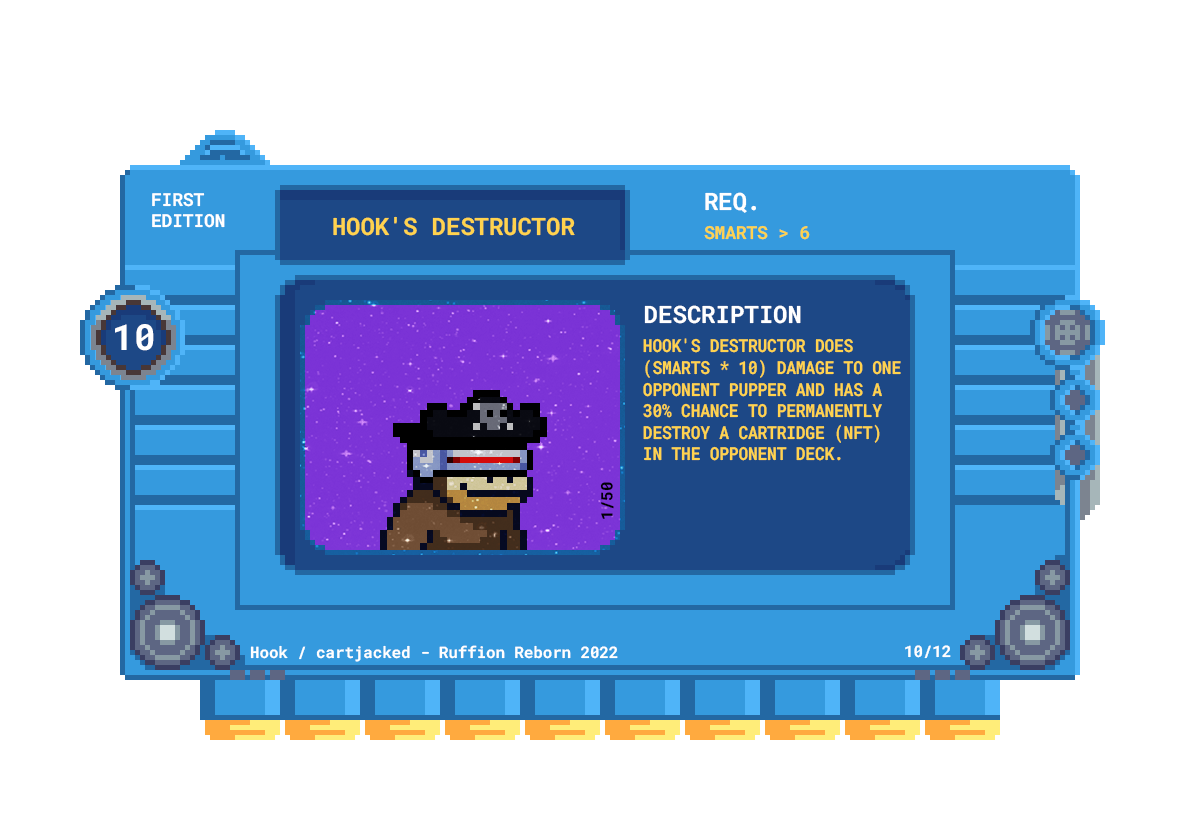 FIRST
EDITION
HOOK'S DESTRUCTOR
REQ.
SMARTS > 6
10
DESCRIPTION
HOOK'S DESTRUCTOR DOES
(SMARTS * 10) DAMAGE TO ONE
OPPONENT PUPPER AND HAS A
30% CHANCE TO PERMANENTLY
DESTROY A CARTRIDGE (NFT)
IN THE OPPONENT DECK.
1/50
Hook / cartjacked - Ruffion Reborn 2022
10/12